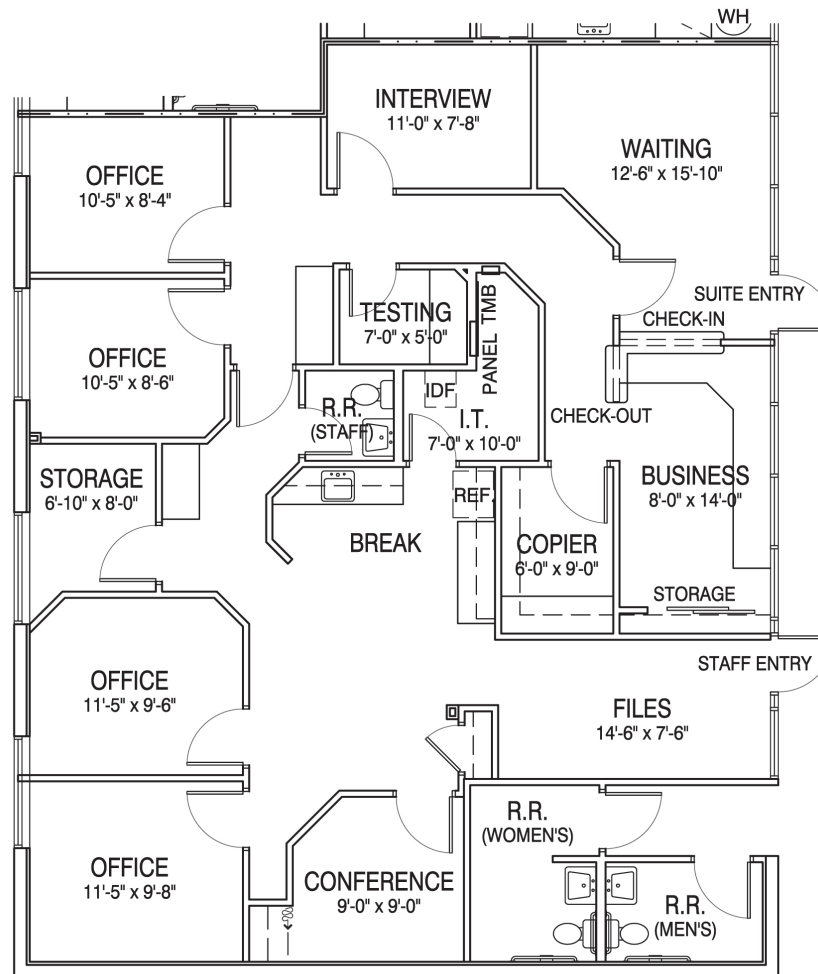 WH
INTERVIEW
11'-0" x 7'-8"
WAITING
12'-6" x 15'-10"
OFFICE
10'-5" x 8'-4"
SUITE ENTRY
CHECK-IN
TESTING
7'-0" x 5'-0"
PANEL TMB
OFFICE
10'-5" x 8'-6"
IDF
R.R.
(STAFF)
I.T.
7'-0" x 10'-0"
CHECK-OUT
STORAGE
6'-10" x 8'-0"
BUSINESS
8'-0" x 14'-0"
REF.
BREAK
COPIER
6'-0" x 9'-0"
STORAGE
OFFICE
11'-5" x 9'-6"
STAFF ENTRY
FILES
14'-6" x 7'-6"
R.R.
(WOMEN'S)
OFFICE
11'-5" x 9'-8"
CONFERENCE
9'-0" x 9'-0"
R.R.
(MEN'S)